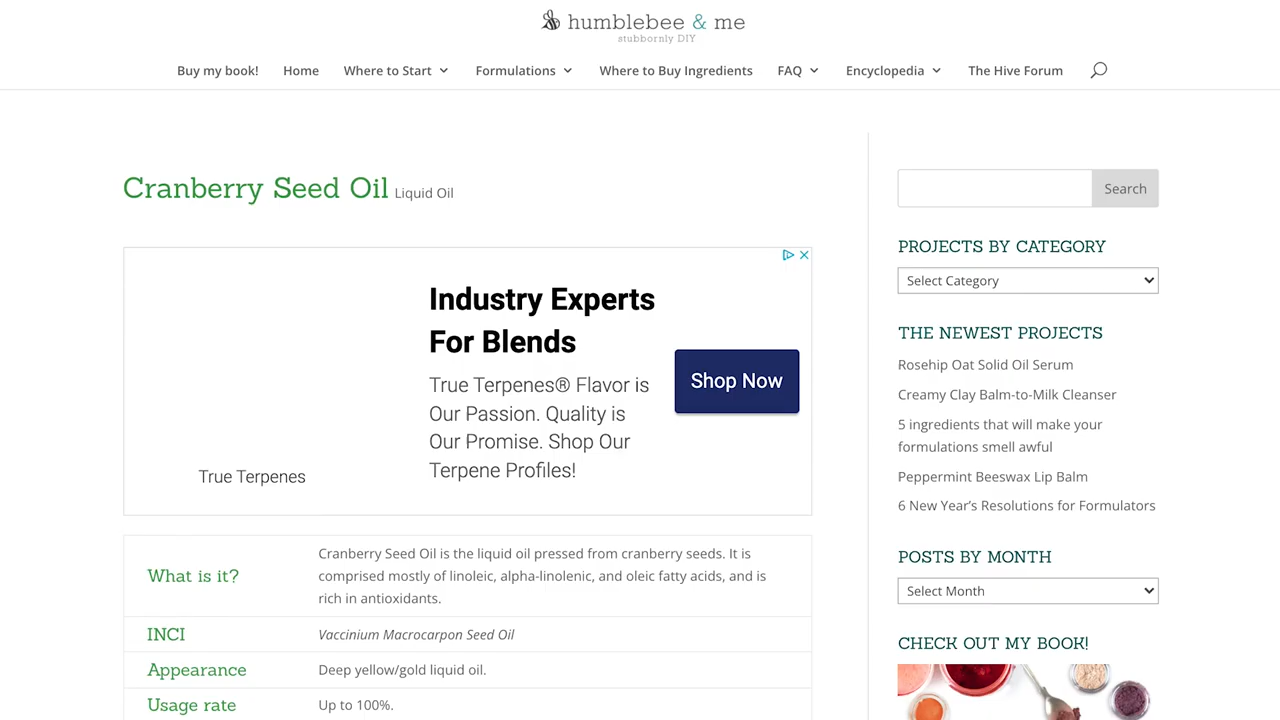 humblebee & me
stubbornly DIY
Buy my book!
Home
Where to Start
Formulations
Where to Buy Ingredients
FAQ
Encyclopedia
The Hive Forum
Cranberry Seed Oil Liquid Oil
Industry Experts
For Blends
True Terpenes® Flavor is
Our Passion. Quality is
Our Promise. Shop Our
Terpene Profiles!
Shop Now
True Terpenes
What is it?
Cranberry Seed Oil is the liquid oil pressed from cranberry seeds. It is
comprised mostly of linoleic, alpha-linolenic, and oleic fatty acids, and is
rich in antioxidants.
INCI
Vaccinium Macrocarpon Seed Oil
Appearance
Deep yellow/gold liquid oil.
Usage rate
Up to 100%.
Search
PROJECTS BY CATEGORY
Select Category
THE NEWEST PROJECTS
Rosehip Oat Solid Oil Serum
Creamy Clay Balm-to-Milk Cleanser
5 ingredients that will make your
formulations smell awful
Peppermint Beeswax Lip Balm
6 New Year’s Resolutions for Formulators
POSTS BY MONTH
Select Month
CHECK OUT MY BOOK!